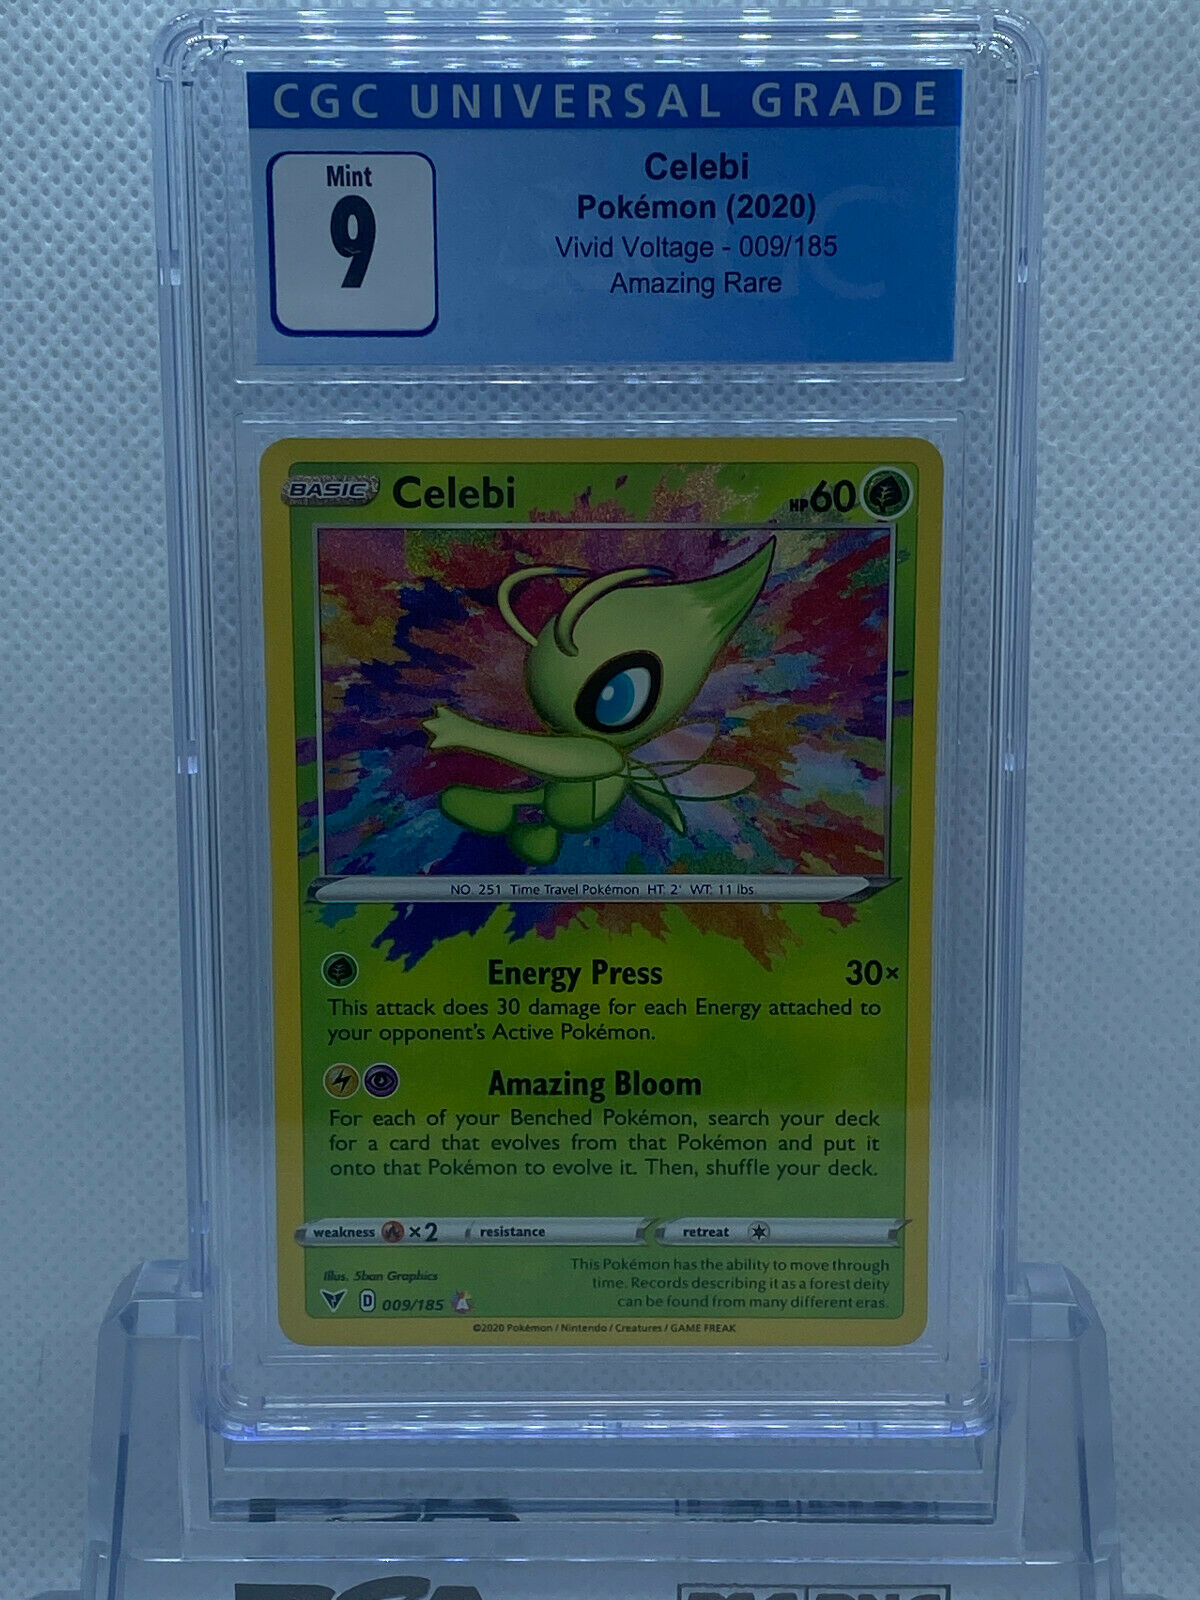 CGC UNIVERSAL GRADE
Mint
9
Celebi
Pokémon (2020)
Vivid Voltage - 009/185
Amazing Rare
BASIC Celebi HP60
NO. 251 Time Travel Pokémon HT: 2' WT: 11 lbs
Energy Press 30×
This attack does 30 damage for each Energy attached to
your opponent's Active Pokémon.
Amazing Bloom
For each of your Benched Pokémon, search your deck
for a card that evolves from that Pokémon and put it
onto that Pokémon to evolve it. Then, shuffle your deck.
weakness ×2 resistance retreat
Illus. 5ban Graphics
This Pokémon has the ability to move through
time. Records describing it as a forest deity
can be found from many different eras.
D 009/185
©2020 Pokémon / Nintendo / Creatures / GAME FREAK